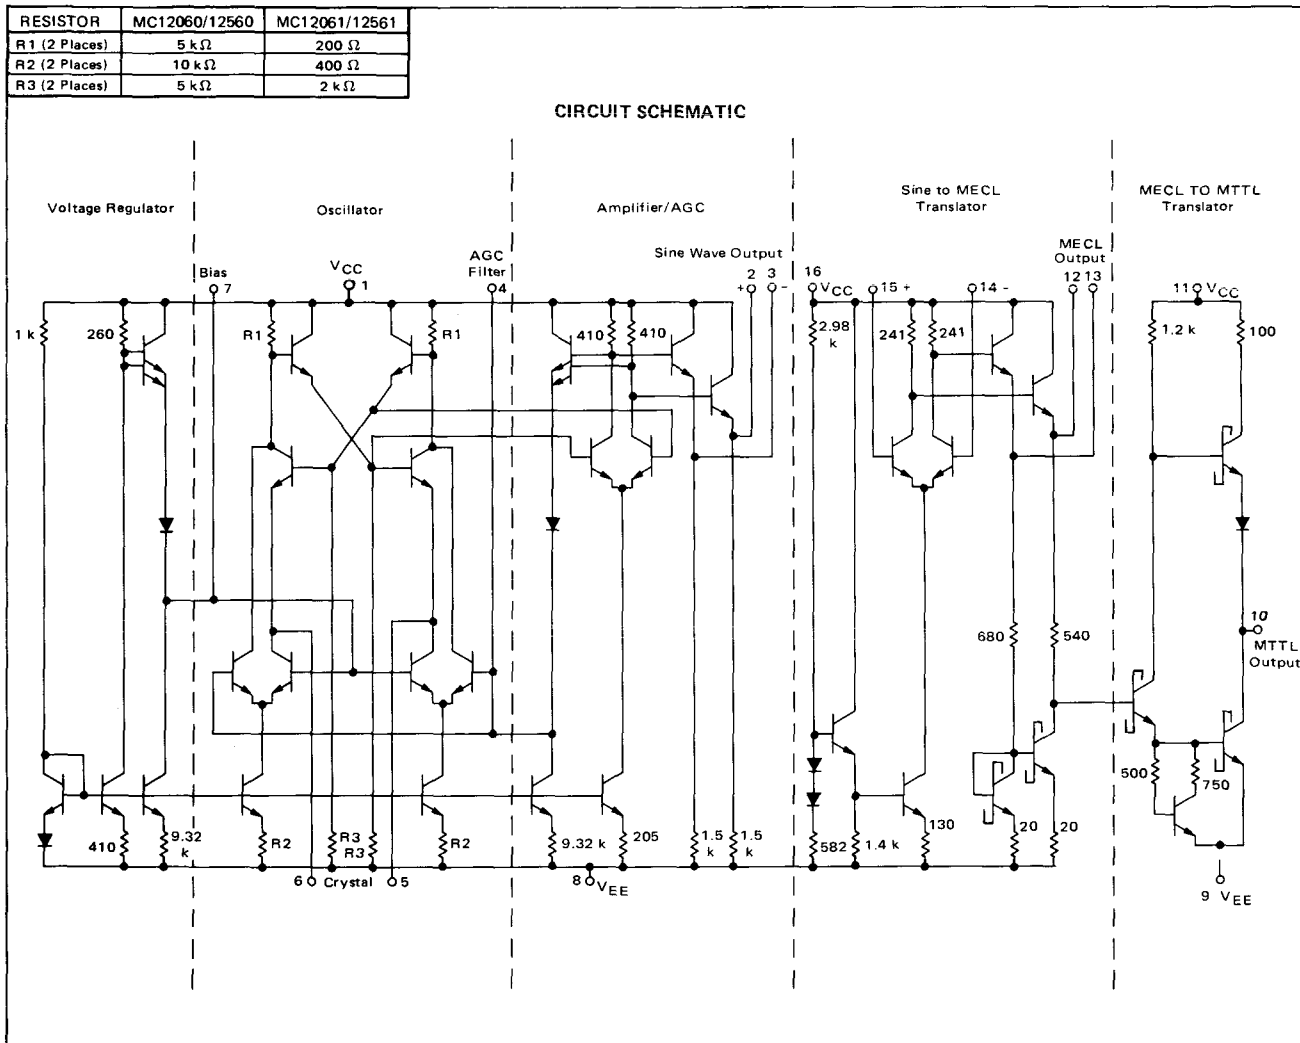 RESISTOR MC12060/12560 MC12061/12561
R1 (2 Places) 5 kΩ 200 Ω
R2 (2 Places) 10 kΩ 400 Ω
R3 (2 Places) 5 kΩ 2 kΩ
CIRCUIT SCHEMATIC
Voltage Regulator
Oscillator
Amplifier/AGC
Sine to MECL
Translator
MECL TO MTTL
Translator
Bias
7
VCC
1
AGC
Filter
4
Sine Wave Output
2 3
+ -
16
VCC
15 +
14 -
MECL
Output
12 13
11 VCC
1 k
260
R1
R1
410
410
2.98
k
241
241
1.2 k
100
680
540
10
MTTL
Output
500
750
410
9.32
k
R2
R3
R3
R2
9.32 k
205
1.5
k
1.5
k
582
1.4 k
130
20
20
6 Crystal 5
8 VEE
9 VEE